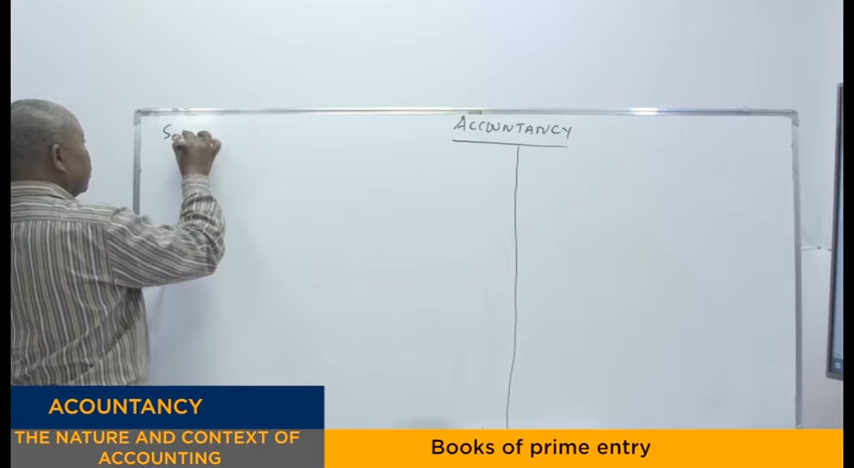 ACCOUNTANCY
ACOUNTANCY
THE NATURE AND CONTEXT OF
ACCOUNTING
Books of prime entry